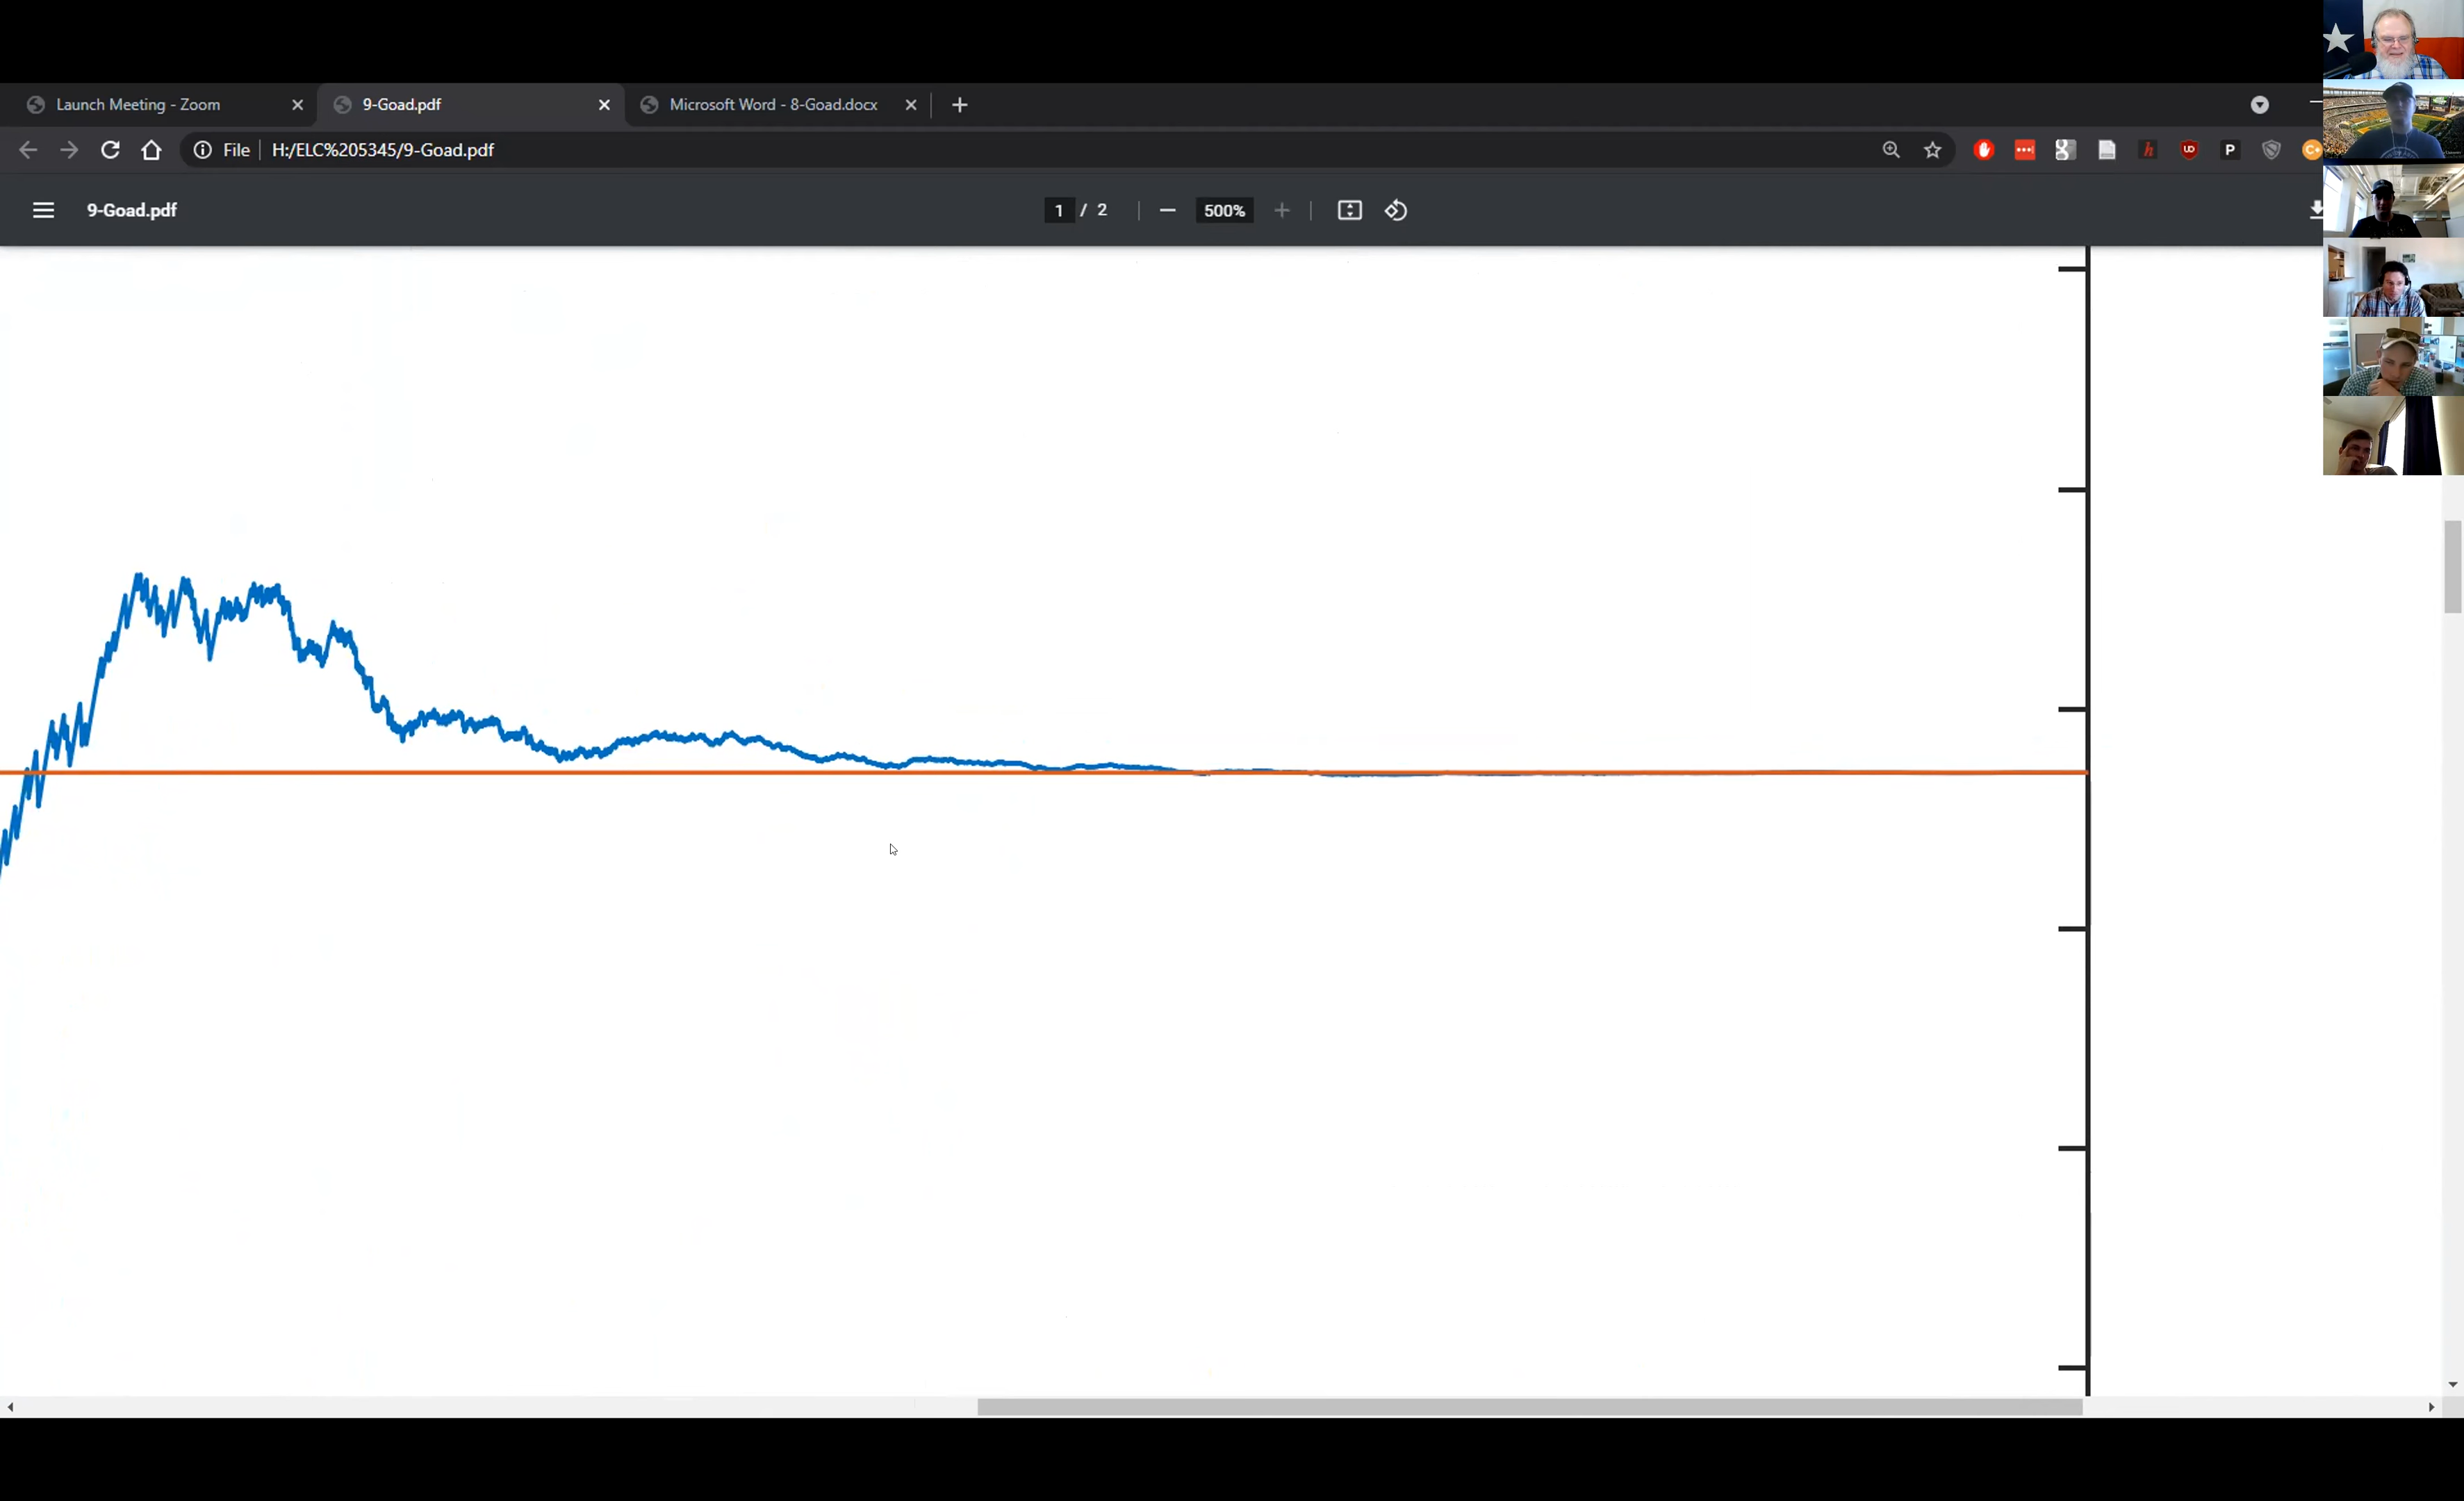 Launch Meeting - Zoom
9-Goad.pdf
Microsoft Word - 8-Goad.docx
File
H:/ELC%205345/9-Goad.pdf
UD
P
C+
9-Goad.pdf
1 / 2
500%